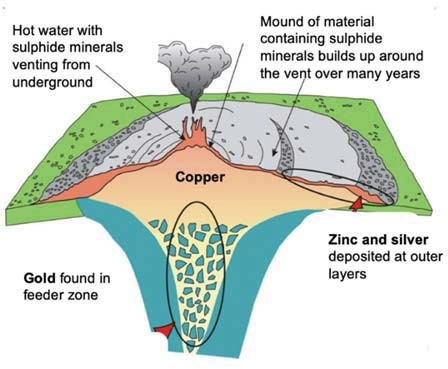 Hot water with
sulphide minerals
venting from
underground
Mound of material
containing sulphide
minerals builds up around
the vent over many years
Copper
Gold found in
feeder zone
Zinc and silver
deposited at outer
layers